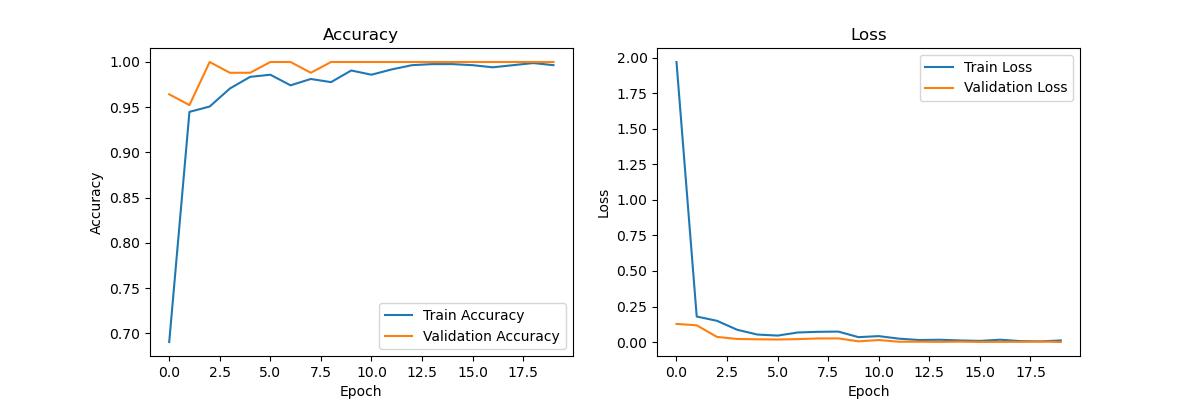 Accuracy
Accuracy
1.00
0.95
0.90
0.85
0.80
0.75
0.70
Train Accuracy
Validation Accuracy
0.0 2.5 5.0 7.5 10.0 12.5 15.0 17.5
Epoch
Loss
Loss
2.00
1.75
1.50
1.25
1.00
0.75
0.50
0.25
0.00
Train Loss
Validation Loss
0.0 2.5 5.0 7.5 10.0 12.5 15.0 17.5
Epoch